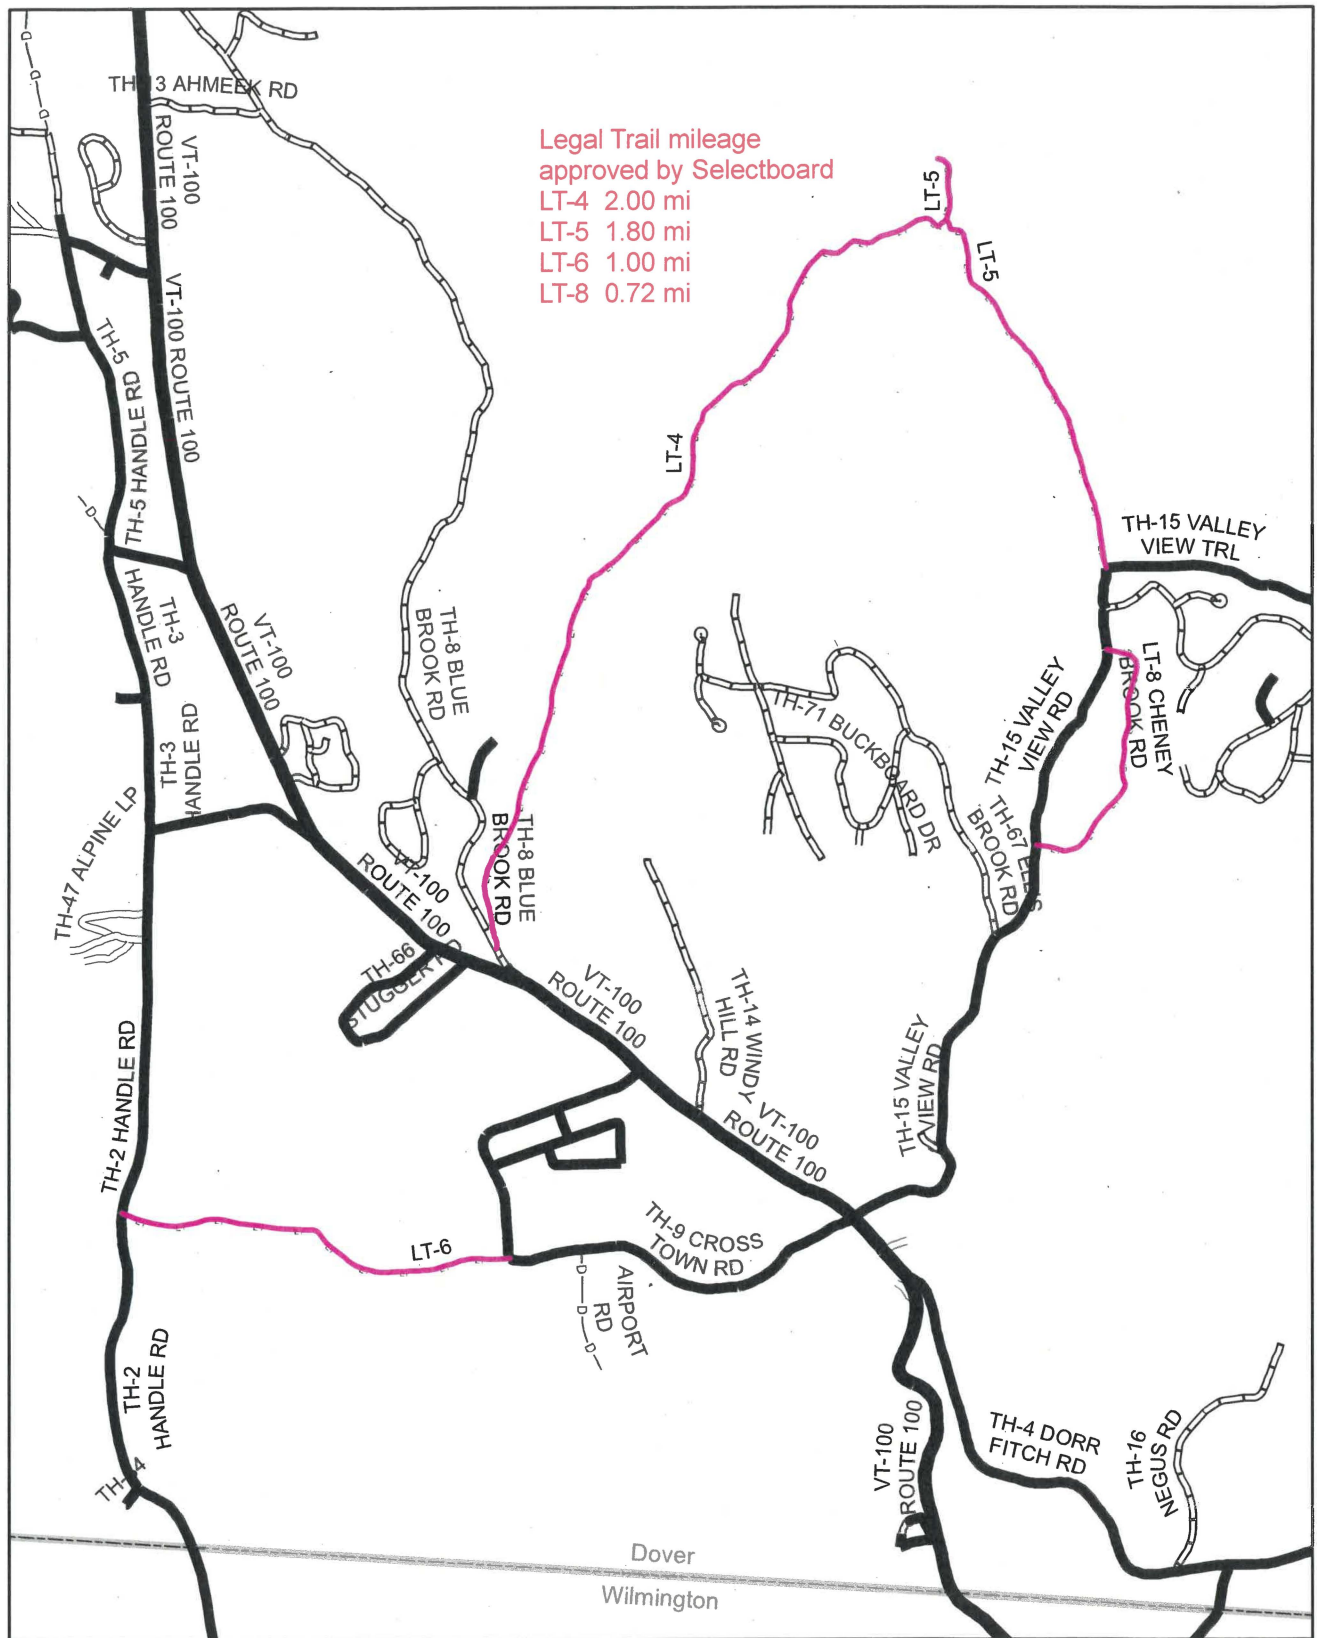 TH-13 AHMEEK RD
VT-100
ROUTE 100
Legal Trail mileage
approved by Selectboard
LT-4 2.00 mi
LT-5 1.80 mi
LT-6 1.00 mi
LT-8 0.72 mi
LT-5
LT-5
VT-100 ROUTE 100
TH-5
TH-5 HANDLE RD
LT-4
TH-15 VALLEY
VIEW TRL
TH-3
HANDLE RD
VT-100
ROUTE 100
TH-8 BLUE
BROOK RD
TH-3
HANDLE RD
TH-71 BUCKBOARD DR
TH-15 VALLEY
VIEW RD
LT-8 CHENEY
BROOK RD
TH-47 ALPINE LP
TH-8 BLUE
BROOK RD
TH-67 ELLIS
BROOK RD
VT-100
ROUTE 100
TH-66
STUGGER RD
VT-100
ROUTE 100
TH-14 WINDY
HILL RD
TH-15 VALLEY
VIEW RD
TH-2 HANDLE RD
VT-100
ROUTE 100
LT-6
TH-9 CROSS
TOWN RD
AIRPORT
RD
TH-2
HANDLE RD
VT-100
ROUTE 100
TH-4 DORR
FITCH RD
TH-16
NEGUS RD
Dover
Wilmington